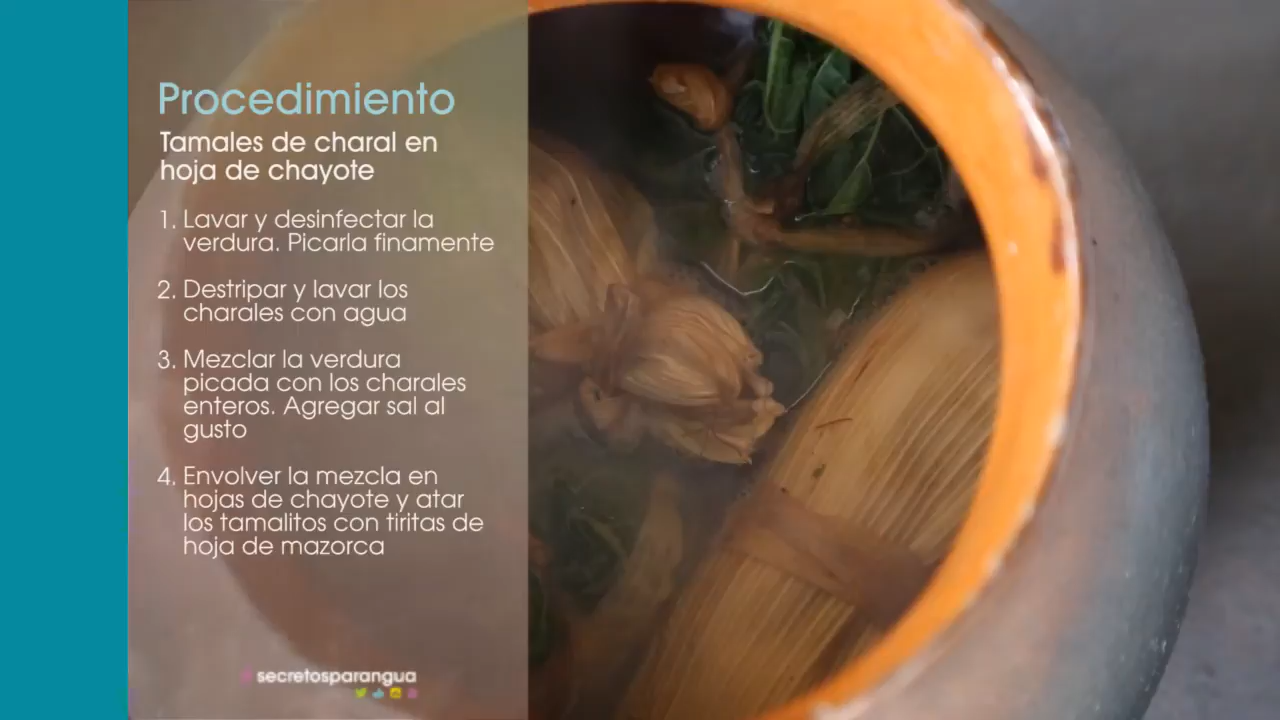 Procedimiento
Tamales de charal en
hoja de chayote
1. Lavar y desinfectar la
verdura. Picarla finamente
2. Destripar y lavar los
charales con agua
3. Mezclar la verdura
picada con los charales
enteros. Agregar sal al
gusto
4. Envolver la mezcla en
hojas de chayote y atar
los tamalitos con tiritas de
hoja de mazorca
#secretosparangua